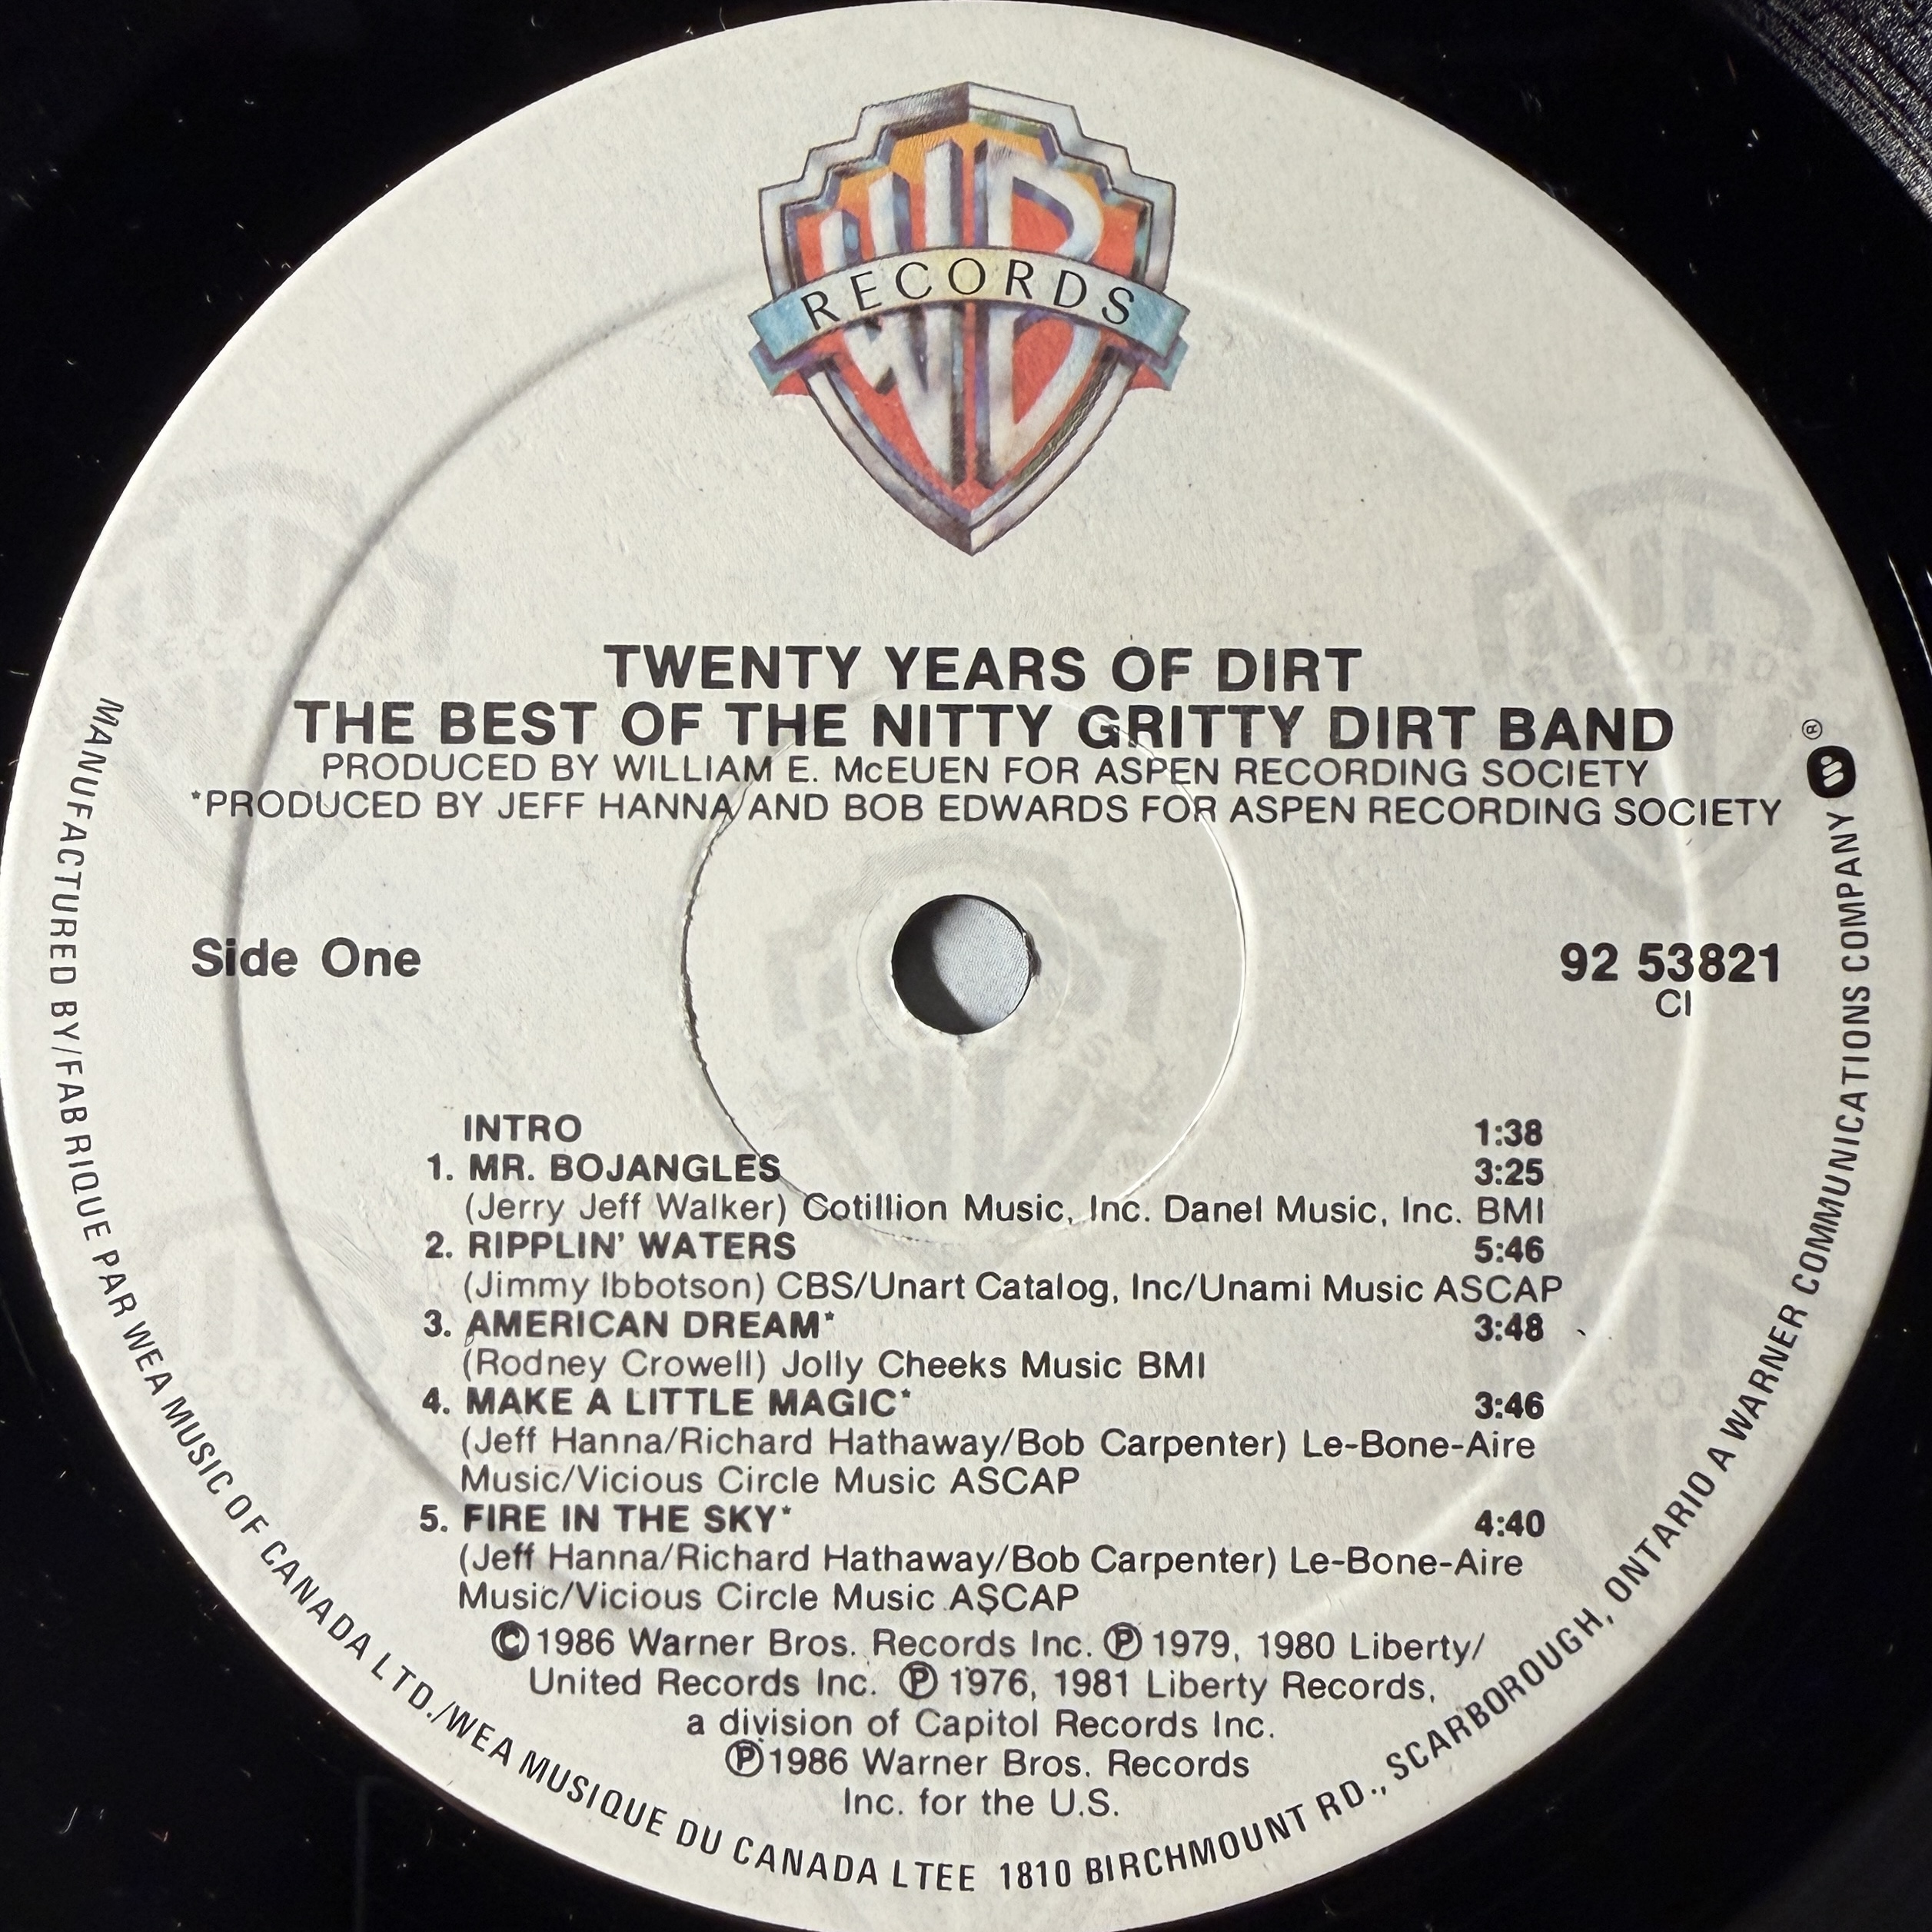 WB
RECORDS
TWENTY YEARS OF DIRT
THE BEST OF THE NITTY GRITTY DIRT BAND
PRODUCED BY WILLIAM E. McEUEN FOR ASPEN RECORDING SOCIETY
*PRODUCED BY JEFF HANNA AND BOB EDWARDS FOR ASPEN RECORDING SOCIETY
Side One
92 53821
CI
INTRO 1:38
1. MR. BOJANGLES 3:25
(Jerry Jeff Walker) Cotillion Music, Inc. Danel Music, Inc. BMI
2. RIPPLIN' WATERS 5:46
(Jimmy Ibbotson) CBS/Unart Catalog, Inc/Unami Music ASCAP
3. AMERICAN DREAM* 3:48
(Rodney Crowell) Jolly Cheeks Music BMI
4. MAKE A LITTLE MAGIC* 3:46
(Jeff Hanna/Richard Hathaway/Bob Carpenter) Le-Bone-Aire
Music/Vicious Circle Music ASCAP
5. FIRE IN THE SKY* 4:40
(Jeff Hanna/Richard Hathaway/Bob Carpenter) Le-Bone-Aire
Music/Vicious Circle Music ASCAP
©1986 Warner Bros. Records Inc. ℗ 1979, 1980 Liberty/
United Records Inc. ℗ 1976, 1981 Liberty Records,
a division of Capitol Records Inc.
℗1986 Warner Bros. Records
Inc. for the U.S.
MANUFACTURED BY/FABRIQUE PAR WEA MUSIC OF CANADA LTD./WEA MUSIQUE DU CANADA LTEE 1810 BIRCHMOUNT RD., SCARBOROUGH, ONTARIO A WARNER COMMUNICATIONS COMPANY ®